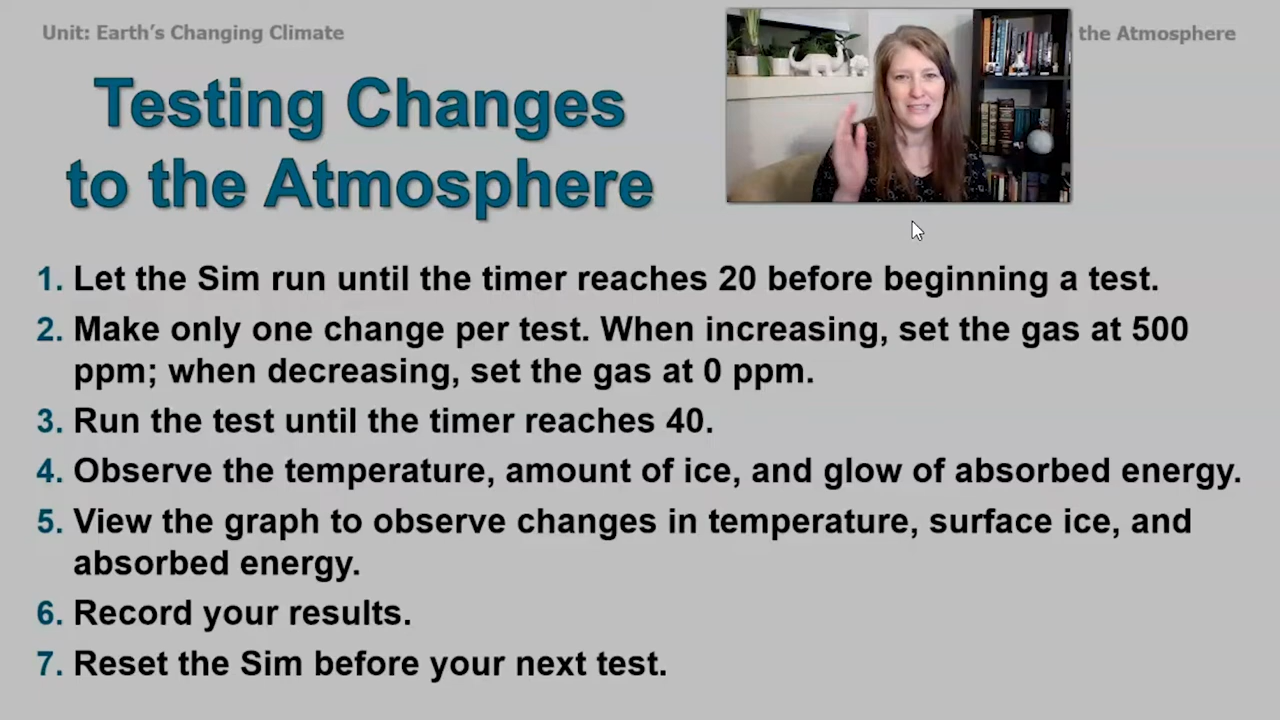 Unit: Earth's Changing Climate
the Atmosphere
Testing Changes
to the Atmosphere
1. Let the Sim run until the timer reaches 20 before beginning a test.
2. Make only one change per test. When increasing, set the gas at 500
ppm; when decreasing, set the gas at 0 ppm.
3. Run the test until the timer reaches 40.
4. Observe the temperature, amount of ice, and glow of absorbed energy.
5. View the graph to observe changes in temperature, surface ice, and
absorbed energy.
6. Record your results.
7. Reset the Sim before your next test.